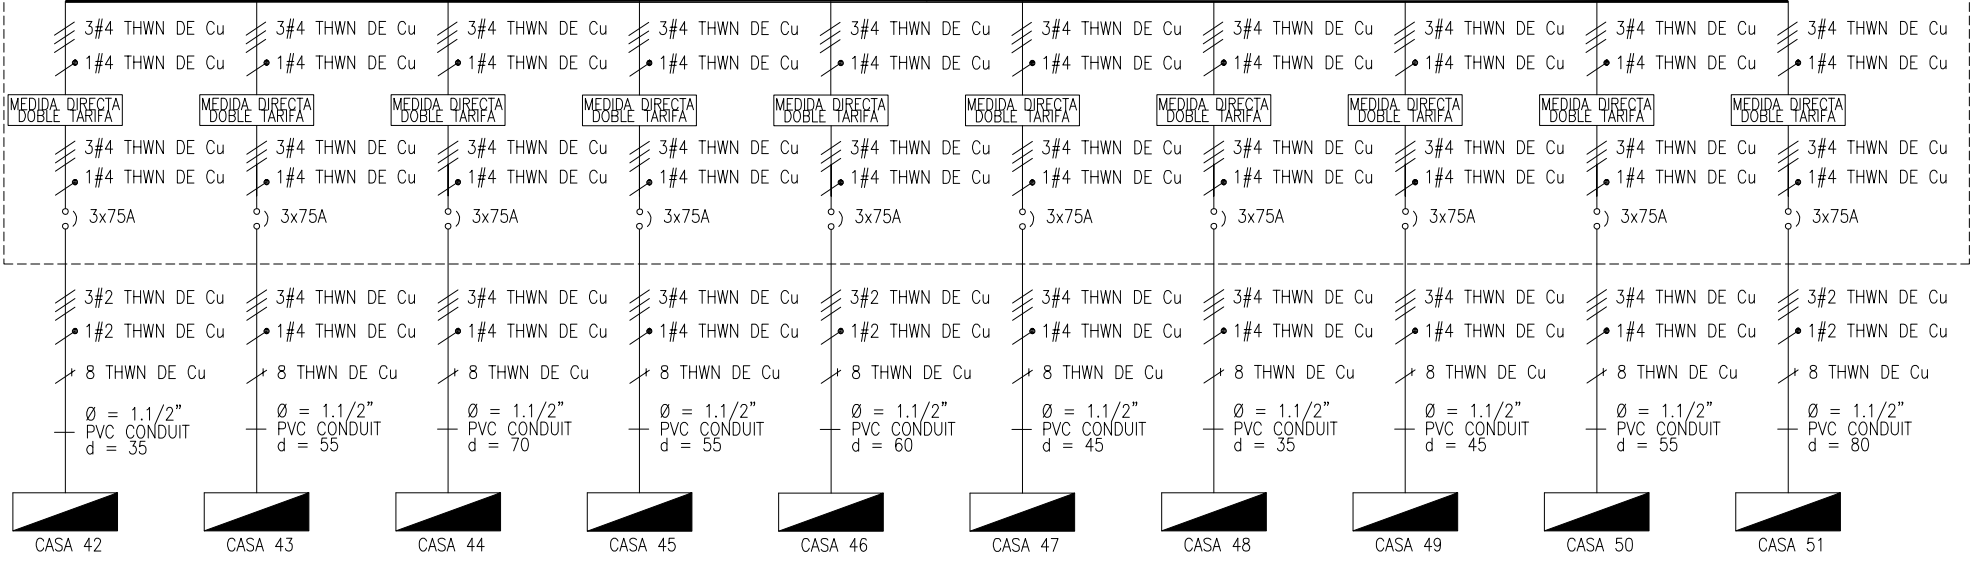 3#4 THWN DE Cu 3#4 THWN DE Cu 3#4 THWN DE Cu 3#4 THWN DE Cu 3#4 THWN DE Cu 3#4 THWN DE Cu 3#4 THWN DE Cu 3#4 THWN DE Cu 3#4 THWN DE Cu 3#4 THWN DE Cu
1#4 THWN DE Cu 1#4 THWN DE Cu 1#4 THWN DE Cu 1#4 THWN DE Cu 1#4 THWN DE Cu 1#4 THWN DE Cu 1#4 THWN DE Cu 1#4 THWN DE Cu 1#4 THWN DE Cu 1#4 THWN DE Cu
MEDIDA DIRECTA MEDIDA DIRECTA MEDIDA DIRECTA MEDIDA DIRECTA MEDIDA DIRECTA MEDIDA DIRECTA MEDIDA DIRECTA MEDIDA DIRECTA MEDIDA DIRECTA MEDIDA DIRECTA
DOBLE TARIFA DOBLE TARIFA DOBLE TARIFA DOBLE TARIFA DOBLE TARIFA DOBLE TARIFA DOBLE TARIFA DOBLE TARIFA DOBLE TARIFA DOBLE TARIFA
3#4 THWN DE Cu 3#4 THWN DE Cu 3#4 THWN DE Cu 3#4 THWN DE Cu 3#4 THWN DE Cu 3#4 THWN DE Cu 3#4 THWN DE Cu 3#4 THWN DE Cu 3#4 THWN DE Cu 3#4 THWN DE Cu
1#4 THWN DE Cu 1#4 THWN DE Cu 1#4 THWN DE Cu 1#4 THWN DE Cu 1#4 THWN DE Cu 1#4 THWN DE Cu 1#4 THWN DE Cu 1#4 THWN DE Cu 1#4 THWN DE Cu 1#4 THWN DE Cu
3x75A 3x75A 3x75A 3x75A 3x75A 3x75A 3x75A 3x75A 3x75A 3x75A
3#2 THWN DE Cu 3#4 THWN DE Cu 3#4 THWN DE Cu 3#4 THWN DE Cu 3#2 THWN DE Cu 3#4 THWN DE Cu 3#4 THWN DE Cu 3#4 THWN DE Cu 3#4 THWN DE Cu 3#2 THWN DE Cu
1#2 THWN DE Cu 1#4 THWN DE Cu 1#4 THWN DE Cu 1#4 THWN DE Cu 1#2 THWN DE Cu 1#4 THWN DE Cu 1#4 THWN DE Cu 1#4 THWN DE Cu 1#4 THWN DE Cu 1#2 THWN DE Cu
8 THWN DE Cu 8 THWN DE Cu 8 THWN DE Cu 8 THWN DE Cu 8 THWN DE Cu 8 THWN DE Cu 8 THWN DE Cu 8 THWN DE Cu 8 THWN DE Cu 8 THWN DE Cu
Ø = 1.1/2” Ø = 1.1/2” Ø = 1.1/2” Ø = 1.1/2” Ø = 1.1/2” Ø = 1.1/2” Ø = 1.1/2” Ø = 1.1/2” Ø = 1.1/2” Ø = 1.1/2”
PVC CONDUIT PVC CONDUIT PVC CONDUIT PVC CONDUIT PVC CONDUIT PVC CONDUIT PVC CONDUIT PVC CONDUIT PVC CONDUIT PVC CONDUIT
d = 35 d = 55 d = 70 d = 55 d = 60 d = 45 d = 35 d = 45 d = 55 d = 80
CASA 42 CASA 43 CASA 44 CASA 45 CASA 46 CASA 47 CASA 48 CASA 49 CASA 50 CASA 51